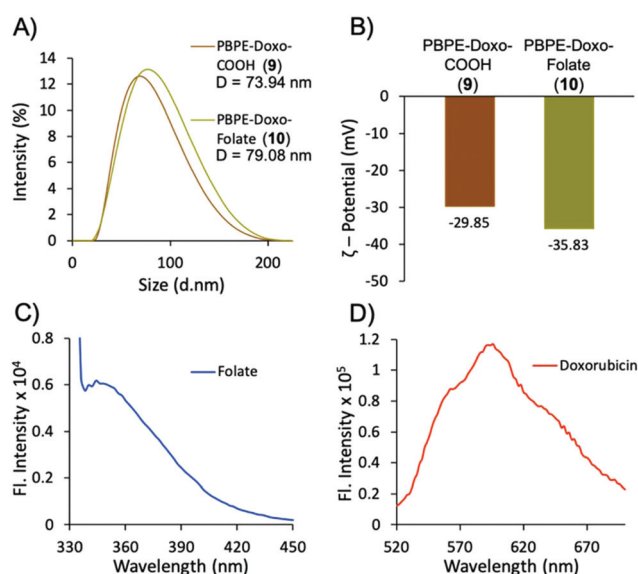 A)
PBPE-Doxo-
COOH (9)
D = 73.94 nm
PBPE-Doxo-
Folate (10)
D = 79.08 nm
14
12
10
8
6
4
2
0
Intensity (%)
0 100 200
Size (d.nm)
B)
PBPE-Doxo-
COOH
(9)
PBPE-Doxo-
Folate
(10)
0
-10
-20
-30
-40
-50
ζ – Potential (mV)
-29.85
-35.83
C)
0.8
0.6
0.4
0.2
0
Fl. Intensity x 10⁴
Folate
330 360 390 420 450
Wavelength (nm)
D)
1.2
1
0.8
0.6
0.4
0.2
0
Fl. Intensity x 10⁵
Doxorubicin
520 570 620 670
Wavelength (nm)